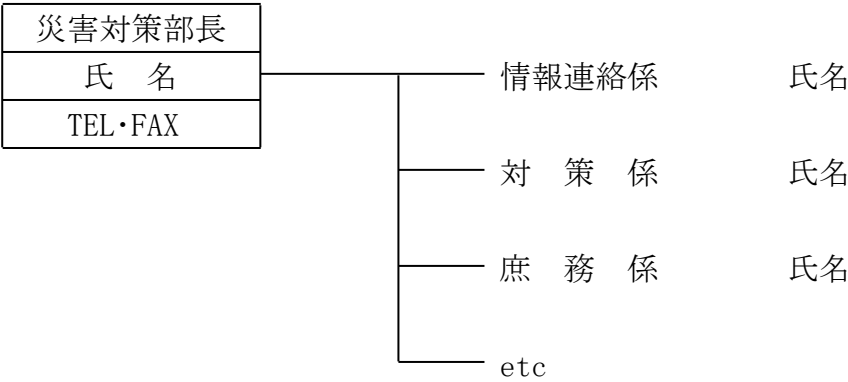 災害対策部長
氏　名
TEL・FAX
情報連絡係　氏名
対　策　係　氏名
庶　務　係　氏名
etc